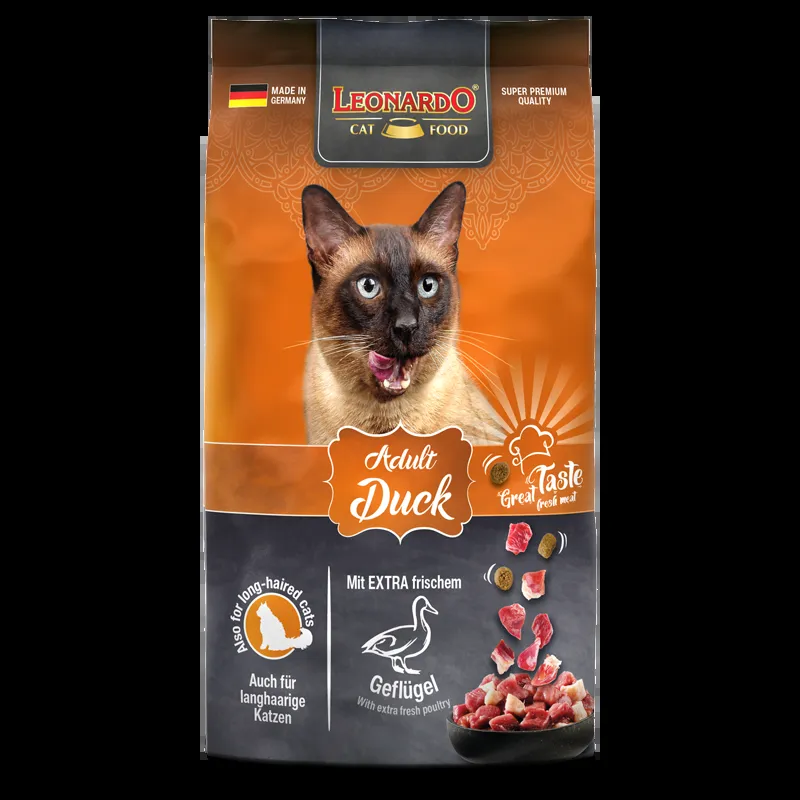 MADE IN
GERMANY
LEONARDO®
CAT FOOD
SUPER PREMIUM
QUALITY
Adult
Duck
Great Taste
fresh meat
Also for long-haired cats
Auch für
langhaarige
Katzen
Mit EXTRA frischem
Geflügel
With extra fresh poultry